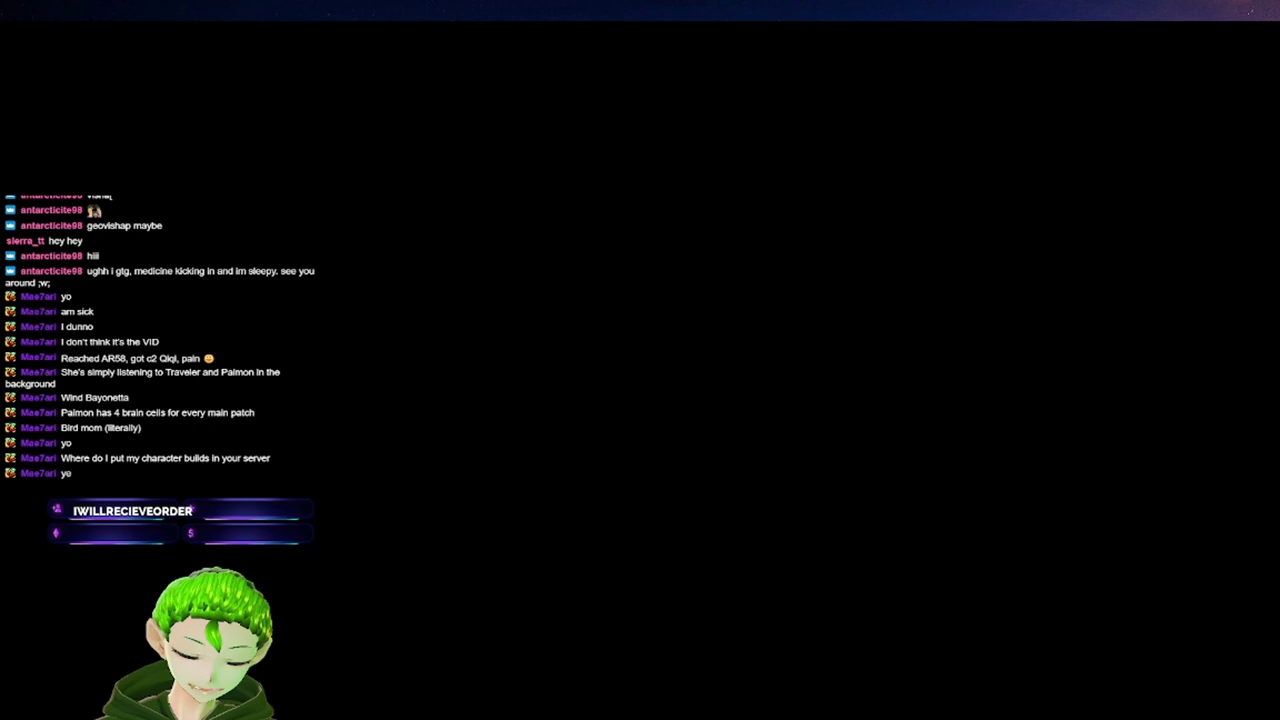 antarcticite98
antarcticite98 geovishap maybe
sierra_tt hey hey
antarcticite98 hiii
antarcticite98 ughh i gtg, medicine kicking in and im sleepy. see you
around ;w;
Mae7ari yo
Mae7ari am sick
Mae7ari I dunno
Mae7ari I don't think it's the VID
Mae7ari Reached AR58, got c2 Qiqi, pain
Mae7ari She's simply listening to Traveler and Paimon in the
background
Mae7ari Wind Bayonetta
Mae7ari Paimon has 4 brain cells for every main patch
Mae7ari Bird mom (literally)
Mae7ari yo
Mae7ari Where do I put my character builds in your server
Mae7ari ye
IWILLRECIEVEORDER
$